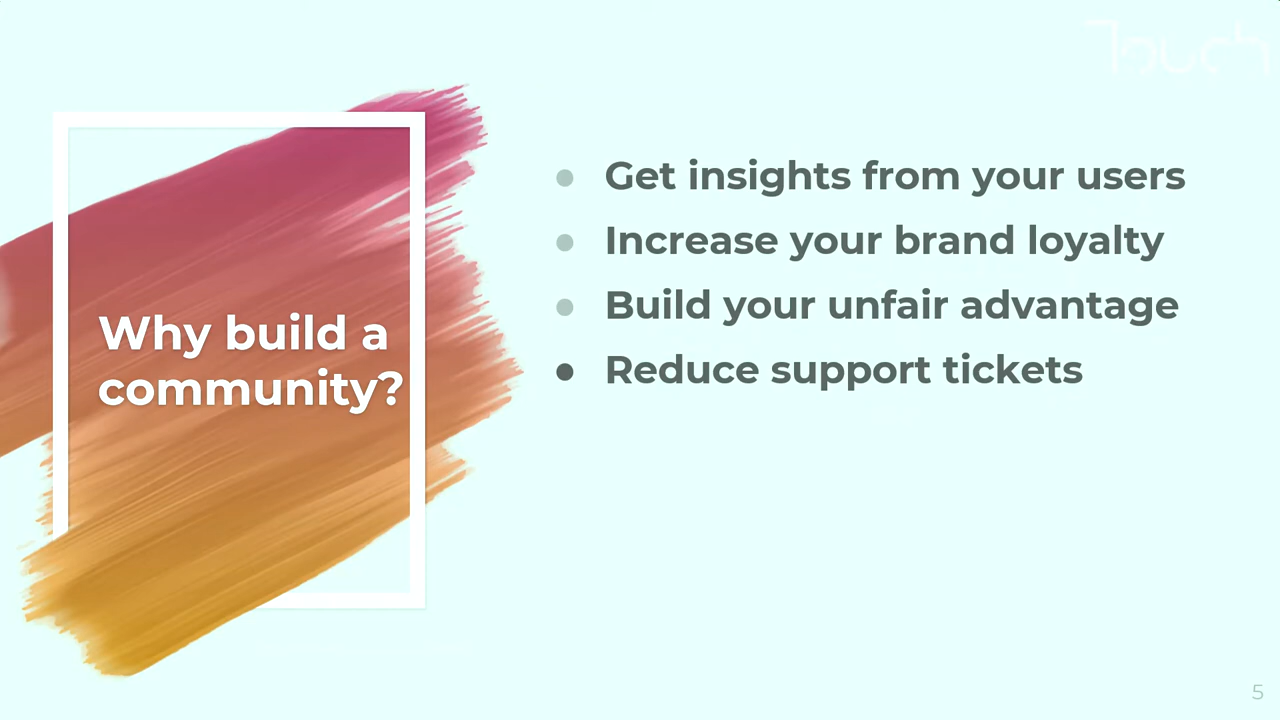 Touch
Why build a
community?
● Get insights from your users
● Increase your brand loyalty
● Build your unfair advantage
● Reduce support tickets
5